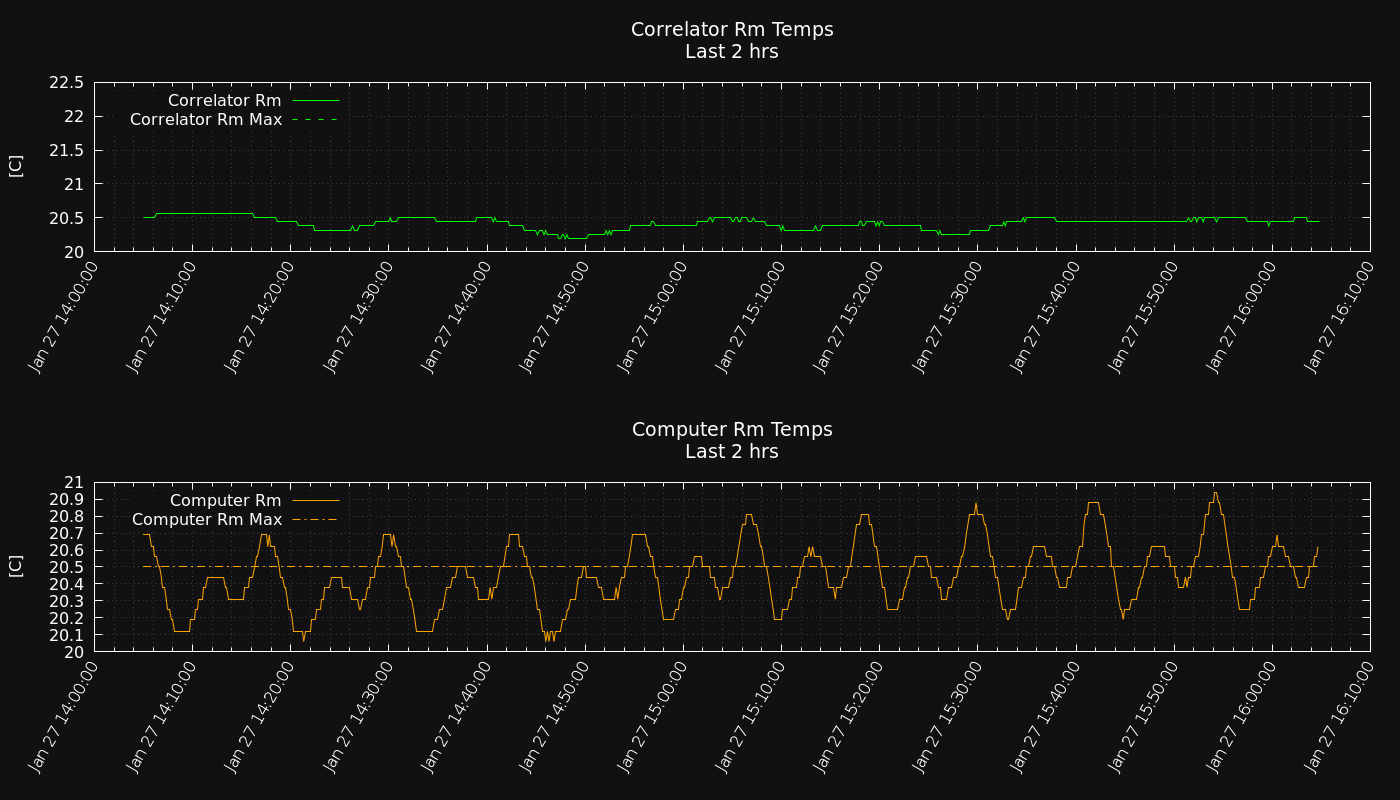 Correlator Rm Temps
Last 2 hrs
22.5
22
21.5
21
20.5
20
[C]
Correlator Rm
Correlator Rm Max
Jan 27 14:00:00
Jan 27 14:10:00
Jan 27 14:20:00
Jan 27 14:30:00
Jan 27 14:40:00
Jan 27 14:50:00
Jan 27 15:00:00
Jan 27 15:10:00
Jan 27 15:20:00
Jan 27 15:30:00
Jan 27 15:40:00
Jan 27 15:50:00
Jan 27 16:00:00
Jan 27 16:10:00
Computer Rm Temps
Last 2 hrs
21
20.9
20.8
20.7
20.6
20.5
20.4
20.3
20.2
20.1
20
[C]
Computer Rm
Computer Rm Max
Jan 27 14:00:00
Jan 27 14:10:00
Jan 27 14:20:00
Jan 27 14:30:00
Jan 27 14:40:00
Jan 27 14:50:00
Jan 27 15:00:00
Jan 27 15:10:00
Jan 27 15:20:00
Jan 27 15:30:00
Jan 27 15:40:00
Jan 27 15:50:00
Jan 27 16:00:00
Jan 27 16:10:00